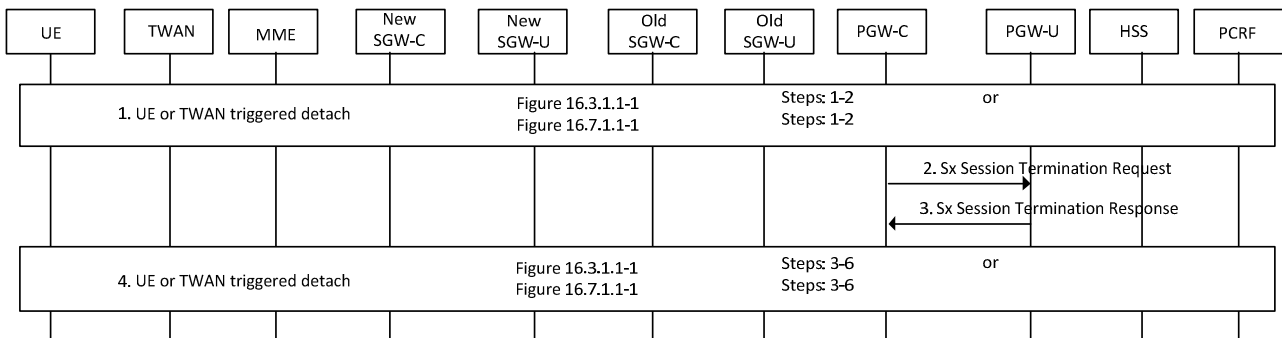 UE
TWAN
MME
New
SGW-C
New
SGW-U
Old
SGW-C
Old
SGW-U
PGW-C
PGW-U
HSS
PCRF
1. UE or TWAN triggered detach
Figure 16.3.1.1-1
Figure 16.7.1.1-1
Steps: 1-2
Steps: 1-2
or
2. Sx Session Termination Request
3. Sx Session Termination Response
4. UE or TWAN triggered detach
Figure 16.3.1.1-1
Figure 16.7.1.1-1
Steps: 3-6
Steps: 3-6
or